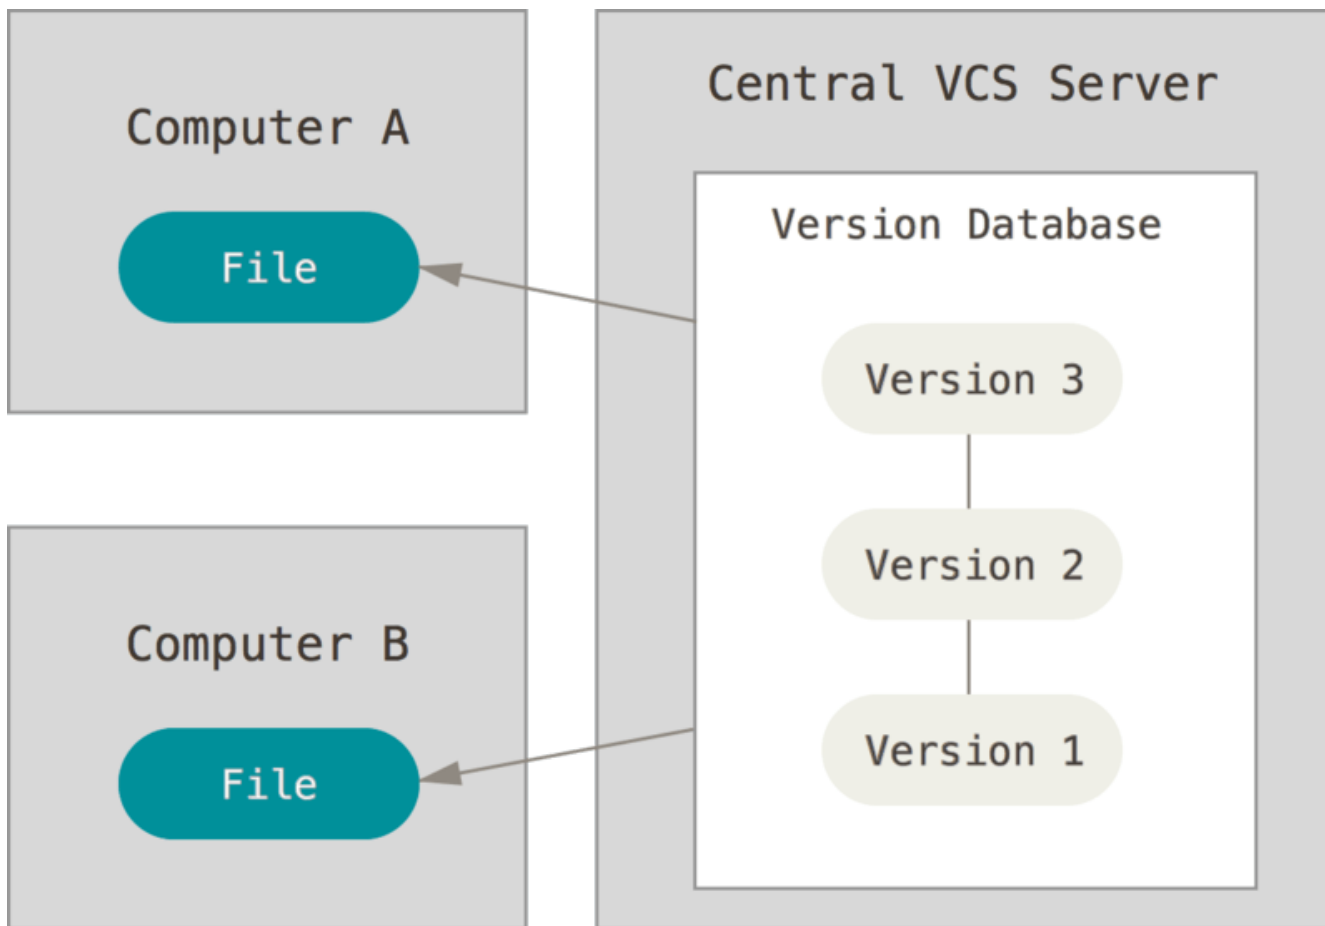 Computer A
File
Computer B
File
Central VCS Server
Version Database
Version 3
Version 2
Version 1